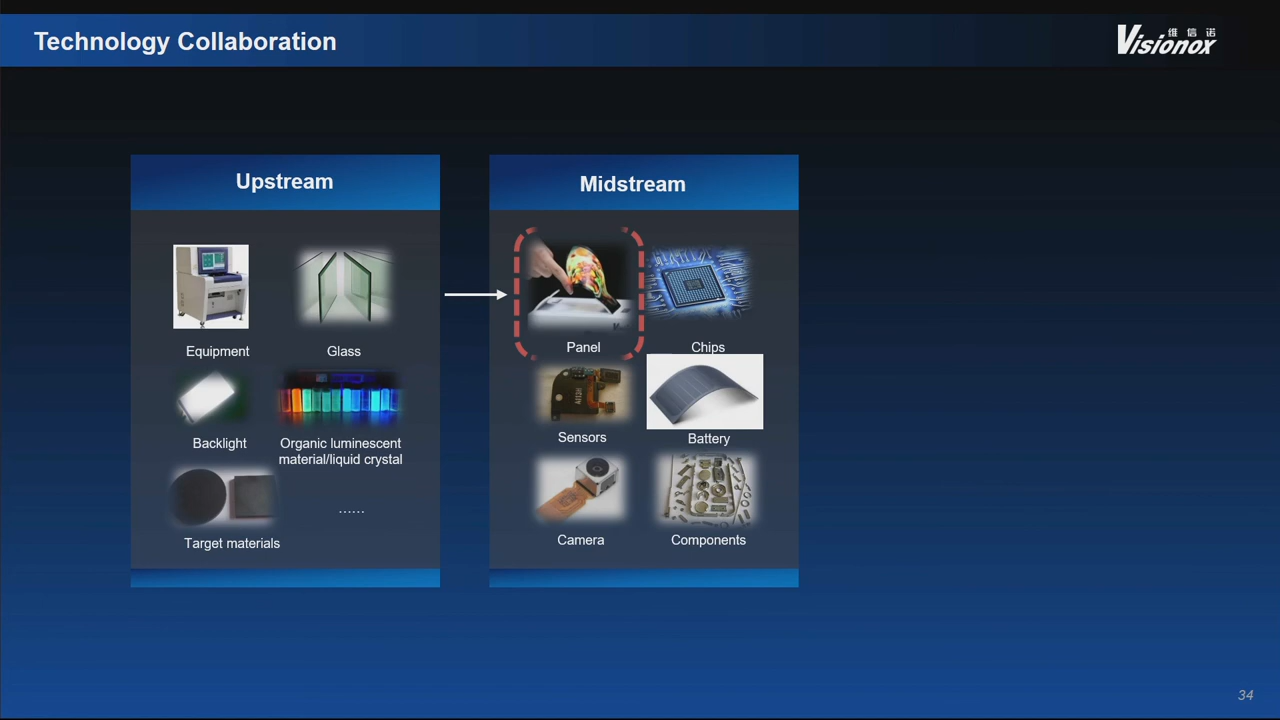 Technology Collaboration
维信诺
Visionox
Upstream
Midstream
Equipment
Glass
Panel
Chips
Backlight
Organic luminescent
material/liquid crystal
Sensors
Battery
Target materials
......
Camera
Components
34